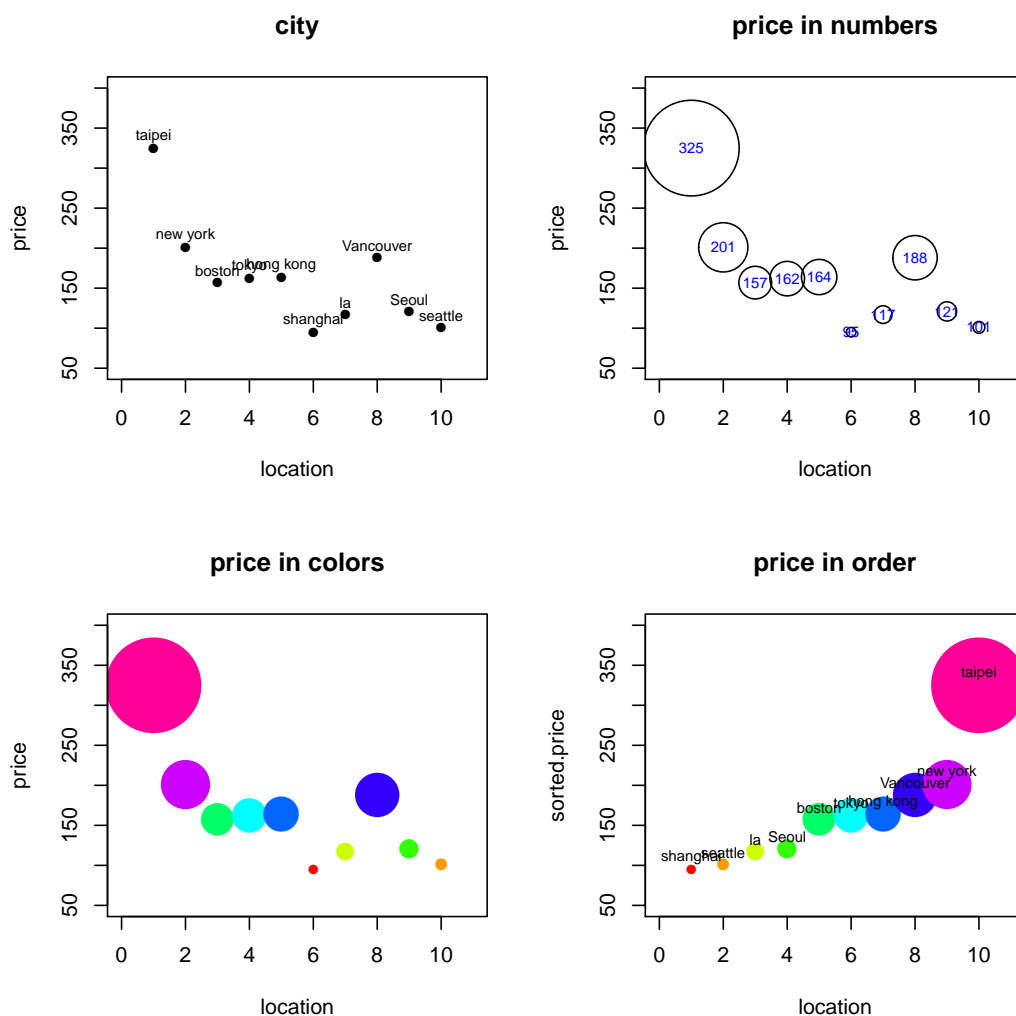 city
price
50
150
250
350
taipei
new york
boston
tokyo
hong kong
shanghai
la
Vancouver
Seoul
seattle
0 2 4 6 8 10
location
price in numbers
price
50
150
250
350
325
201
157
162
164
95
117
188
121
101
0 2 4 6 8 10
location
price in colors
price
50
150
250
350
0 2 4 6 8 10
location
price in order
sorted.price
50
150
250
350
shanghai
seattle
la
Seoul
boston
tokyo
hong kong
Vancouver
new york
taipei
0 2 4 6 8 10
location